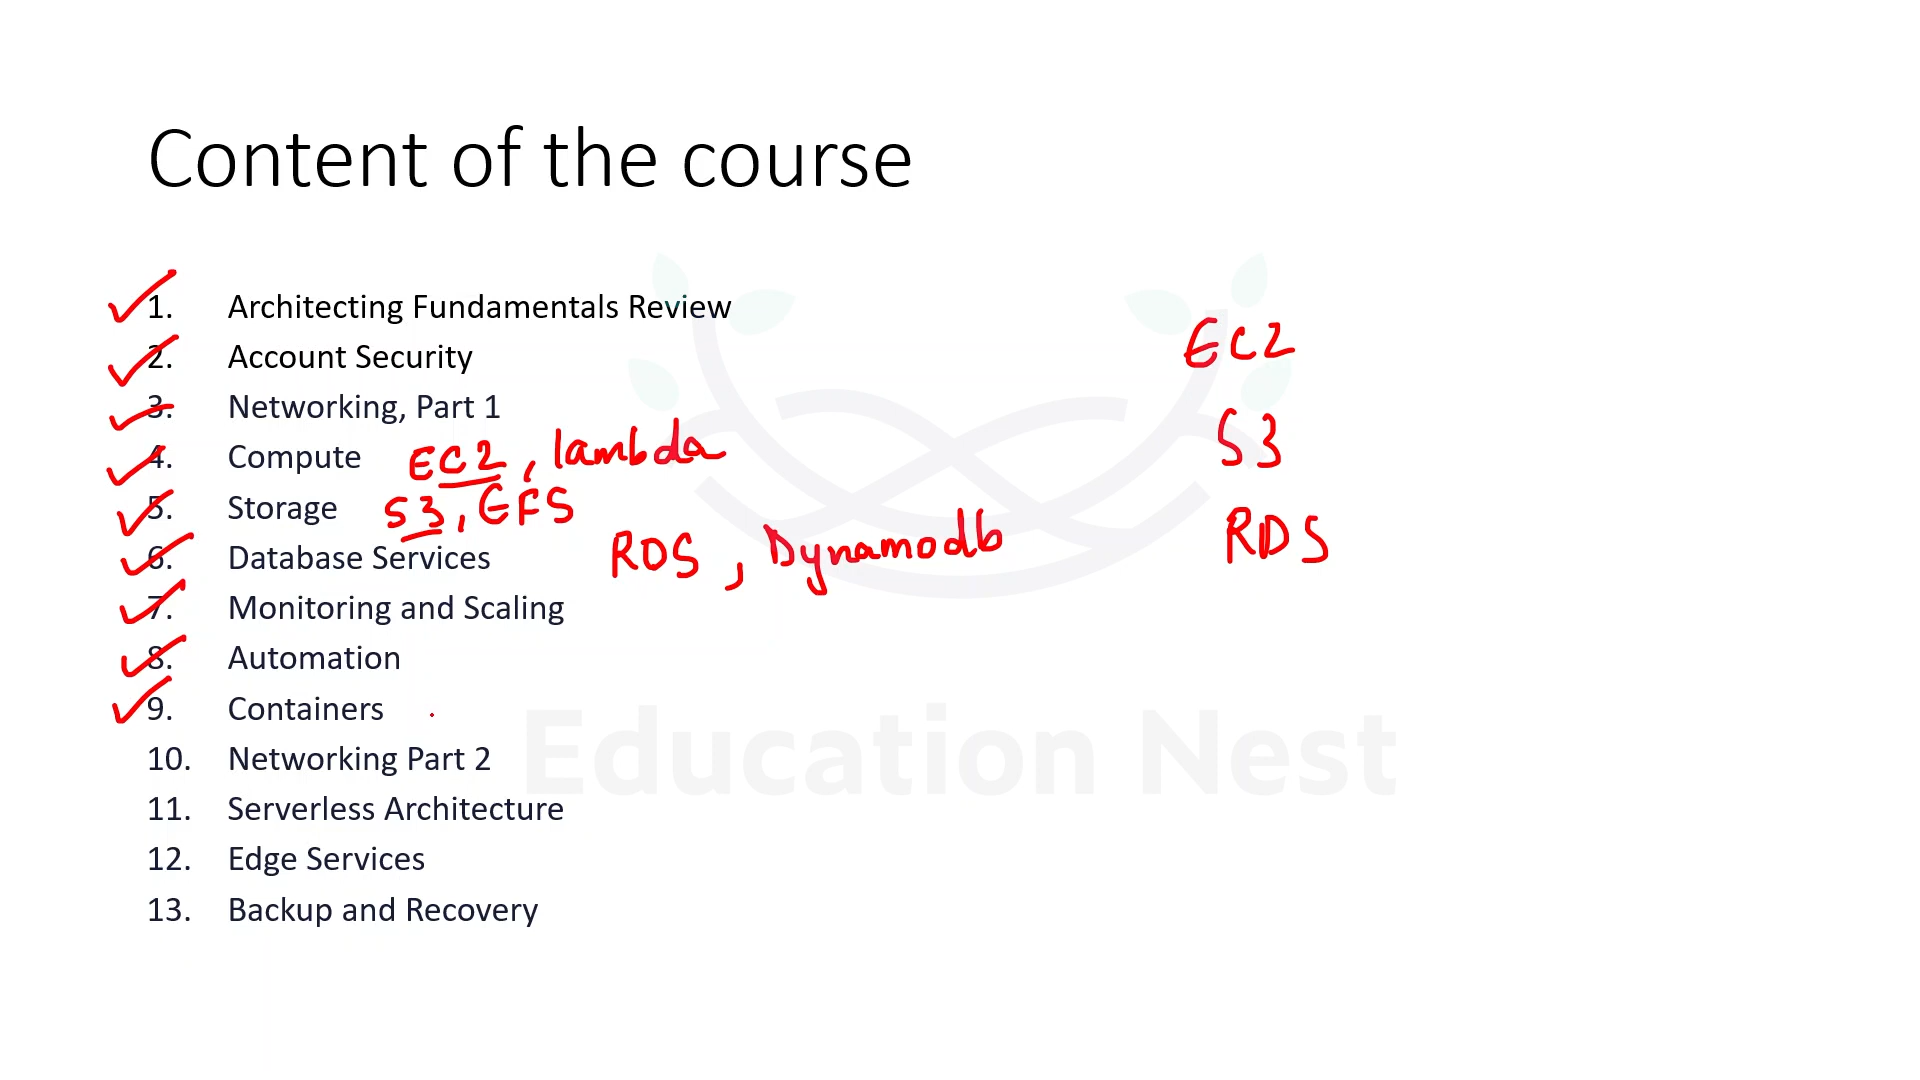 Content of the course
1. Architecting Fundamentals Review
EC2
2. Account Security
3. Networking, Part 1
S3
4. Compute EC2, lambda
5. Storage S3, EFS
RDS
6. Database Services RDS, Dynamodb
7. Monitoring and Scaling
8. Automation
9. Containers
10. Networking Part 2
11. Serverless Architecture
12. Edge Services
13. Backup and Recovery
Education Nest